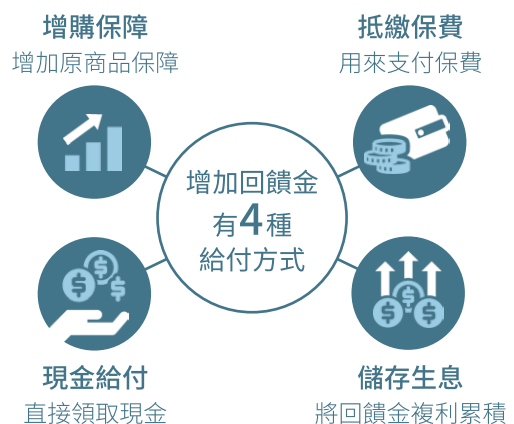 增購保障
增加原商品保障
抵繳保費
用來支付保費
增加回饋金
有4種
給付方式
現金給付
直接領取現金
儲存生息
將回饋金複利累積